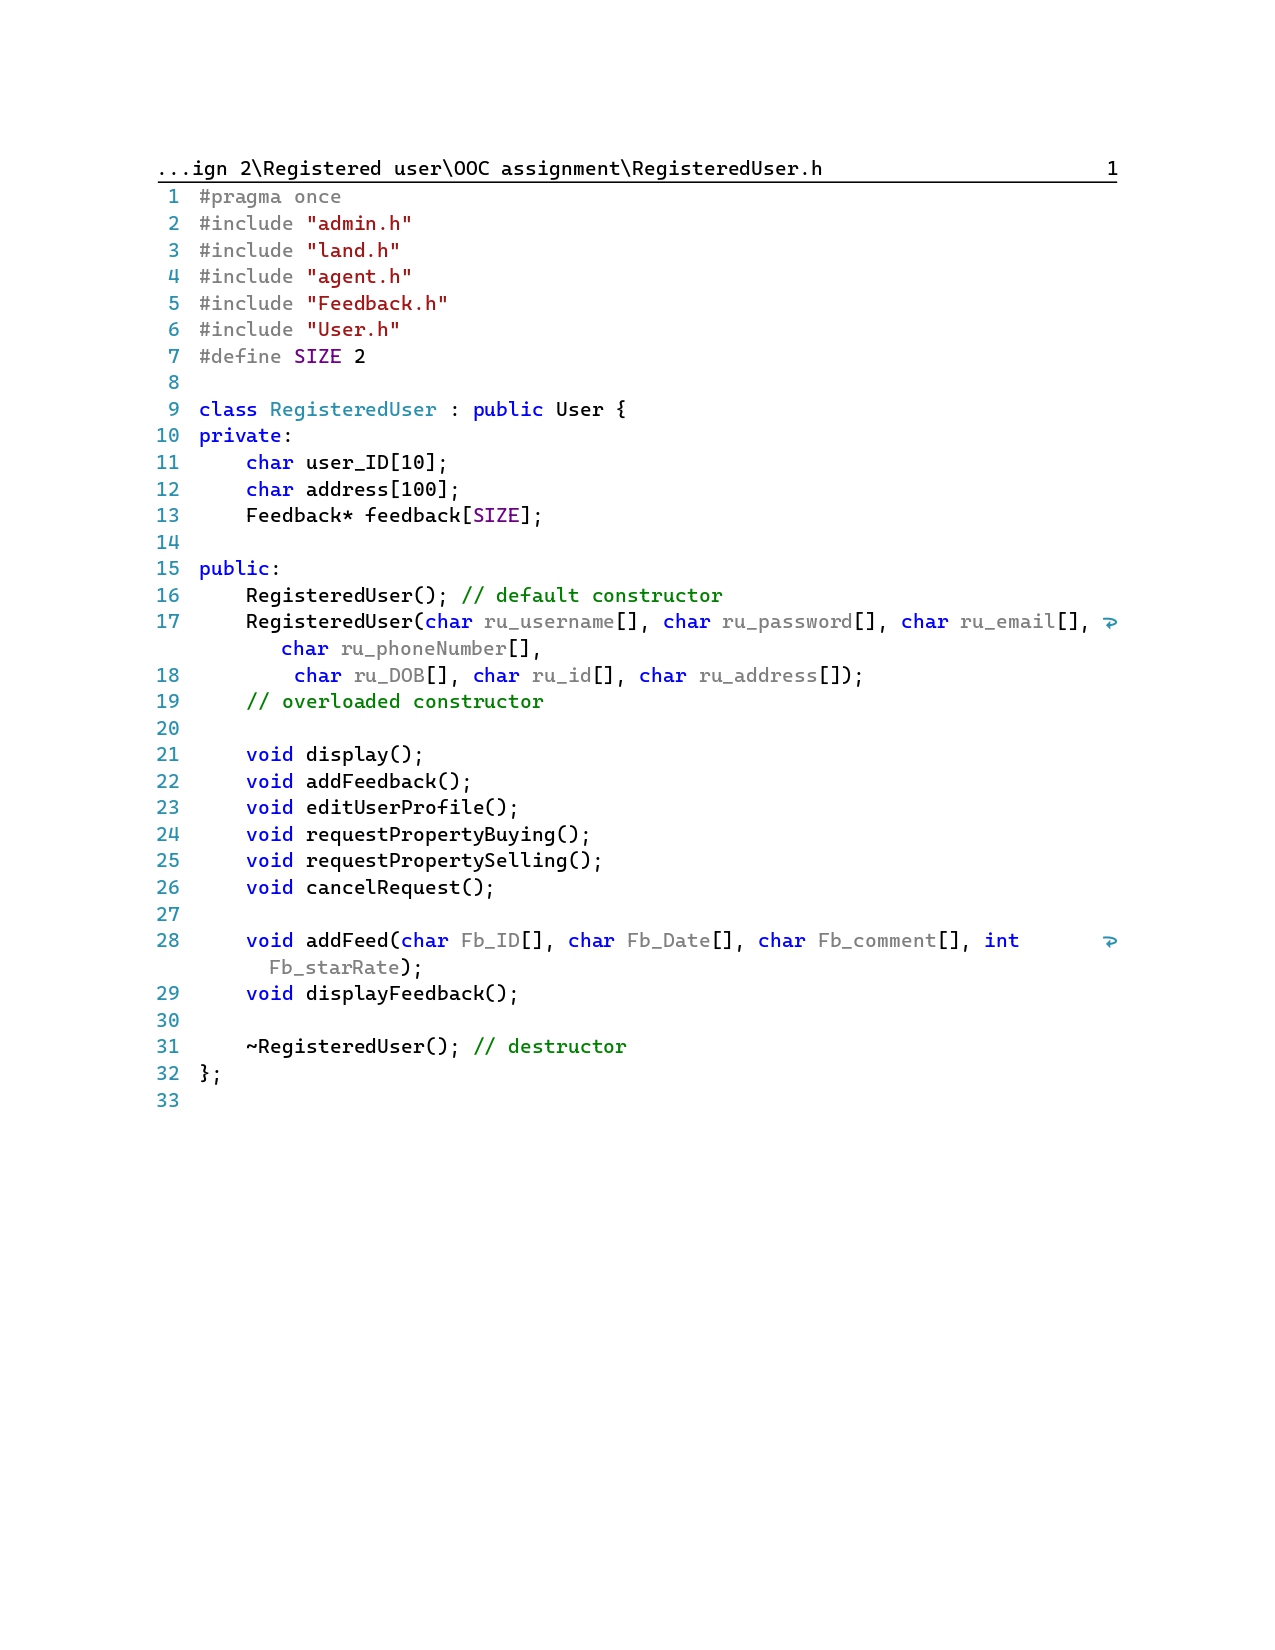 ...ign 2\Registered user\OOC assignment\RegisteredUser.h 1
1 #pragma once
2 #include "admin.h"
3 #include "land.h"
4 #include "agent.h"
5 #include "Feedback.h"
6 #include "User.h"
7 #define SIZE 2
8
9 class RegisteredUser : public User {
10 private:
11     char user_ID[10];
12     char address[100];
13     Feedback* feedback[SIZE];
14
15 public:
16     RegisteredUser(); // default constructor
17     RegisteredUser(char ru_username[], char ru_password[], char ru_email[],
char ru_phoneNumber[],
18         char ru_DOB[], char ru_id[], char ru_address[]);
19     // overloaded constructor
20
21     void display();
22     void addFeedback();
23     void editUserProfile();
24     void requestPropertyBuying();
25     void requestPropertySelling();
26     void cancelRequest();
27
28     void addFeed(char Fb_ID[], char Fb_Date[], char Fb_comment[], int
Fb_starRate);
29     void displayFeedback();
30
31     ~RegisteredUser(); // destructor
32 };
33